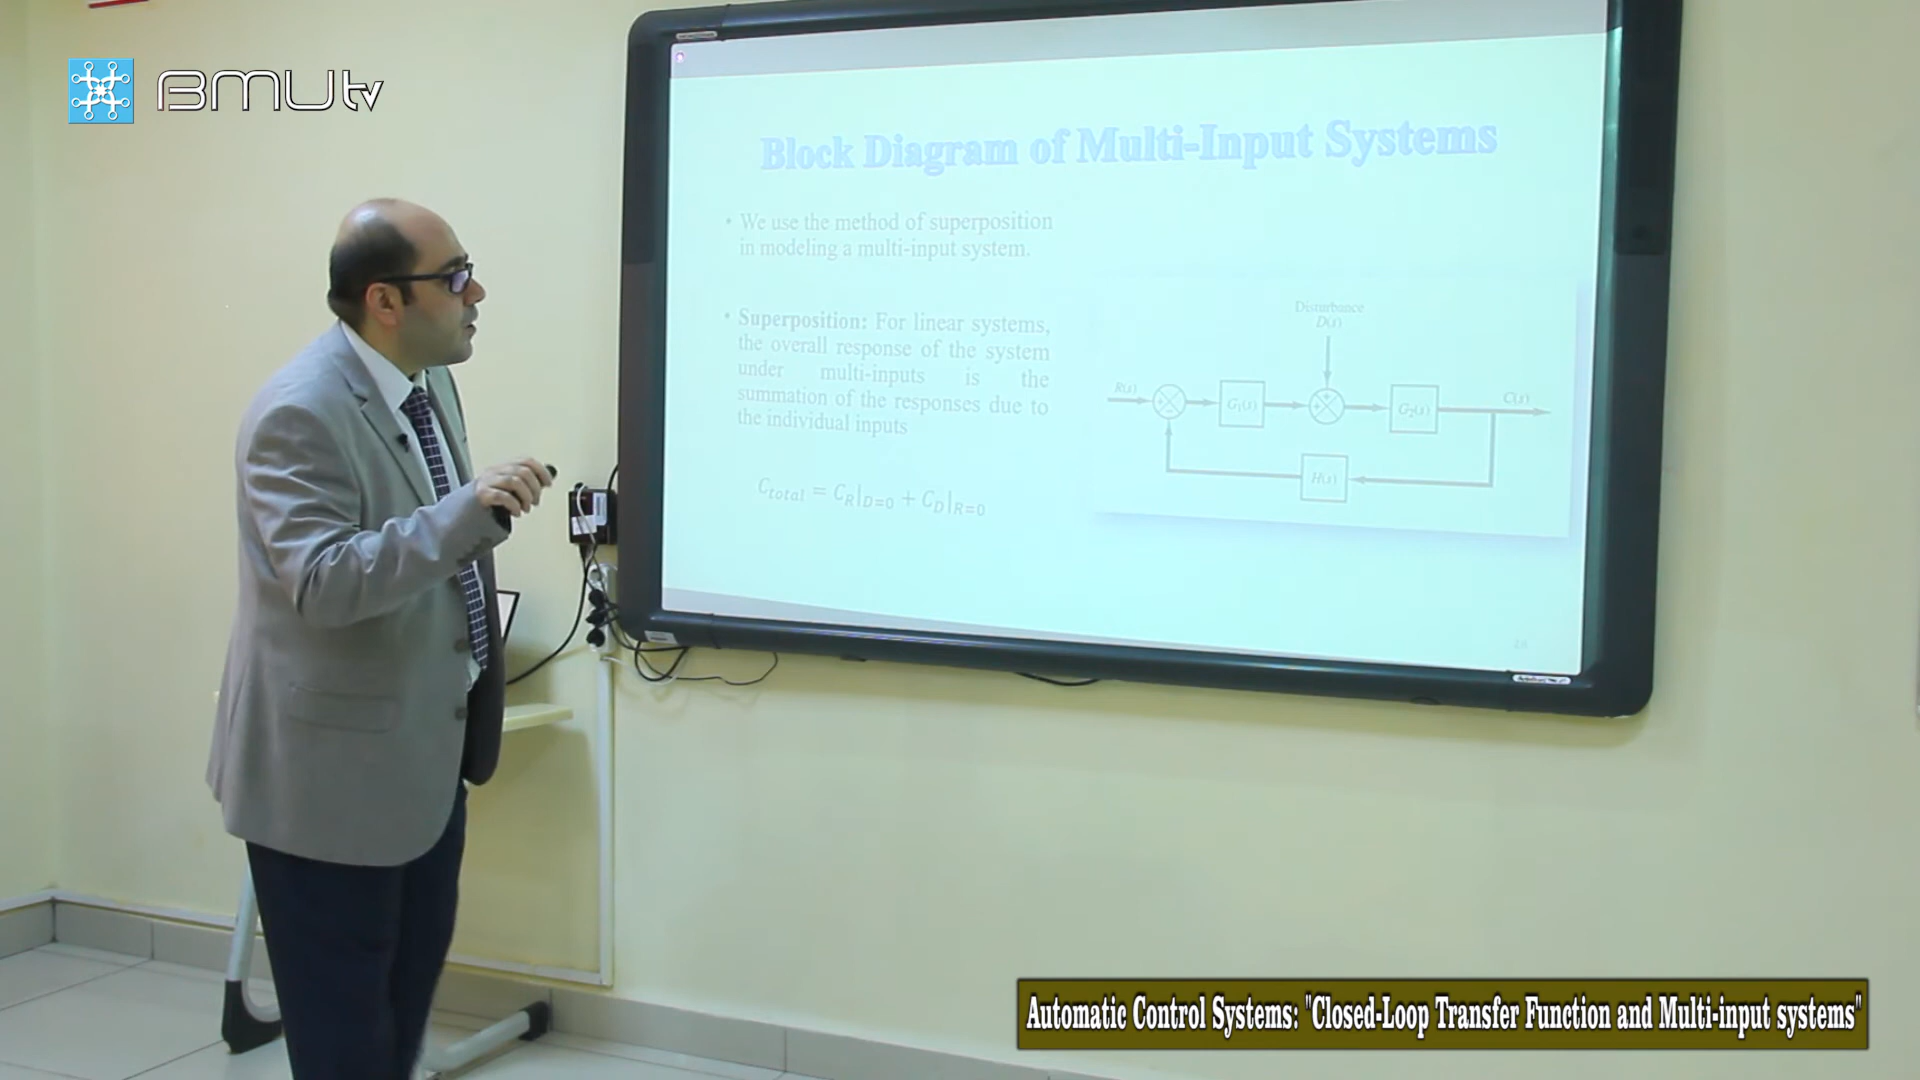 BMUtv
Block Diagram of Multi-Input Systems
• We use the method of superposition
in modeling a multi-input system.
• Superposition: For linear systems,
the overall response of the system
under multi-inputs is the
summation of the responses due to
the individual inputs
C_total = C_R|_D=0 + C_D|_R=0
Disturbance
D(s)
R(s)
G₁(s)
G₂(s)
C(s)
H(s)
Automatic Control Systems: "Closed-Loop Transfer Function and Multi-input systems"